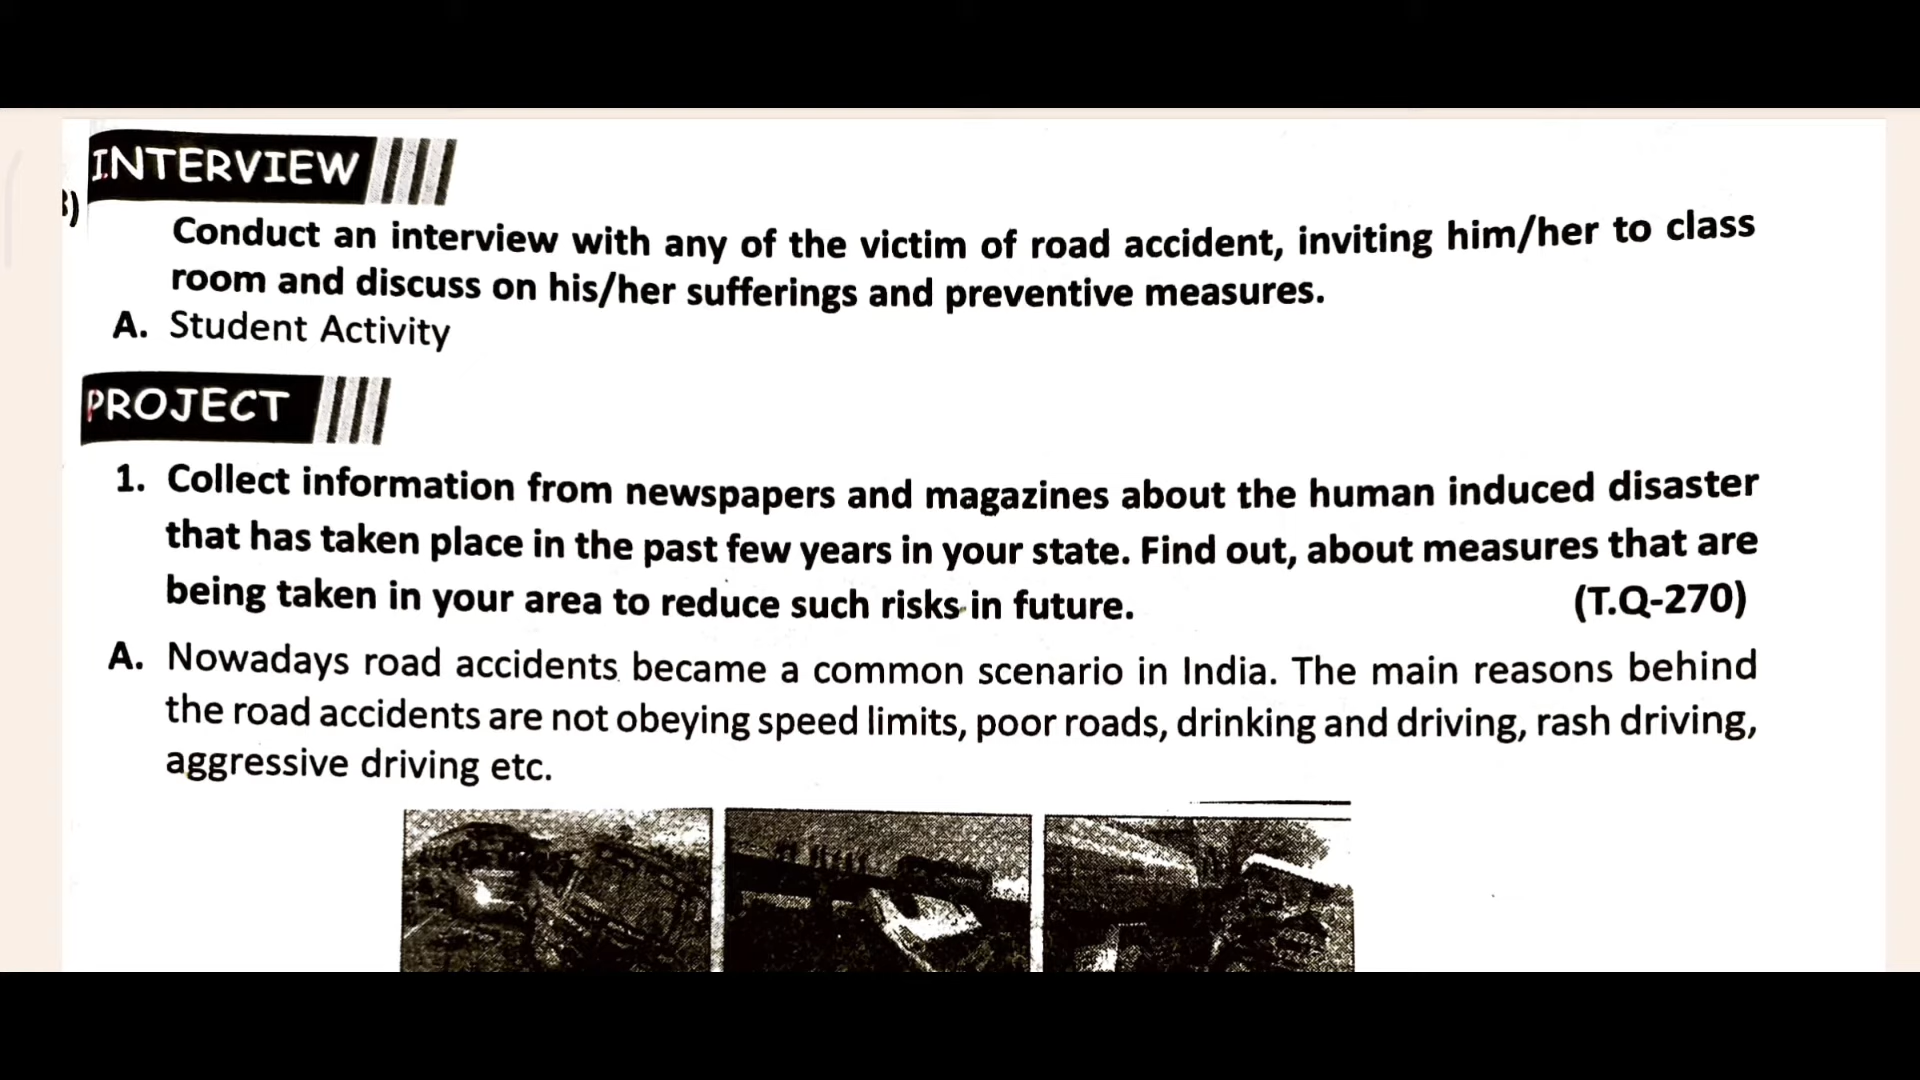 INTERVIEW
3)
Conduct an interview with any of the victim of road accident, inviting him/her to class
room and discuss on his/her sufferings and preventive measures.
A. Student Activity
PROJECT
1. Collect information from newspapers and magazines about the human induced disaster
that has taken place in the past few years in your state. Find out, about measures that are
being taken in your area to reduce such risks in future. (T.Q-270)
A. Nowadays road accidents became a common scenario in India. The main reasons behind
the road accidents are not obeying speed limits, poor roads, drinking and driving, rash driving,
aggressive driving etc.